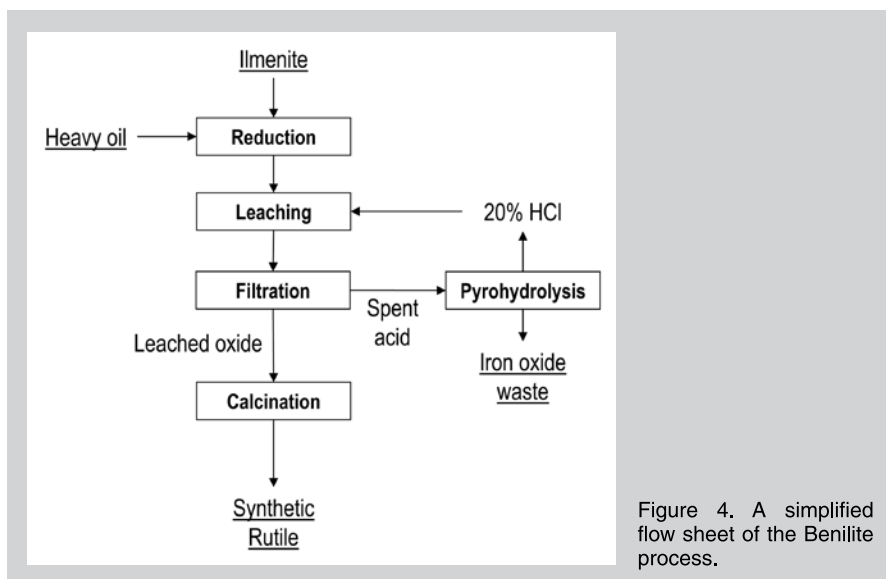 Ilmenite
Heavy oil
Reduction
Leaching
20% HCl
Filtration
Spent
acid
Pyrohydrolysis
Leached oxide
Iron oxide
waste
Calcination
Synthetic
Rutile
Figure 4. A simplified
flow sheet of the Benilite
process.